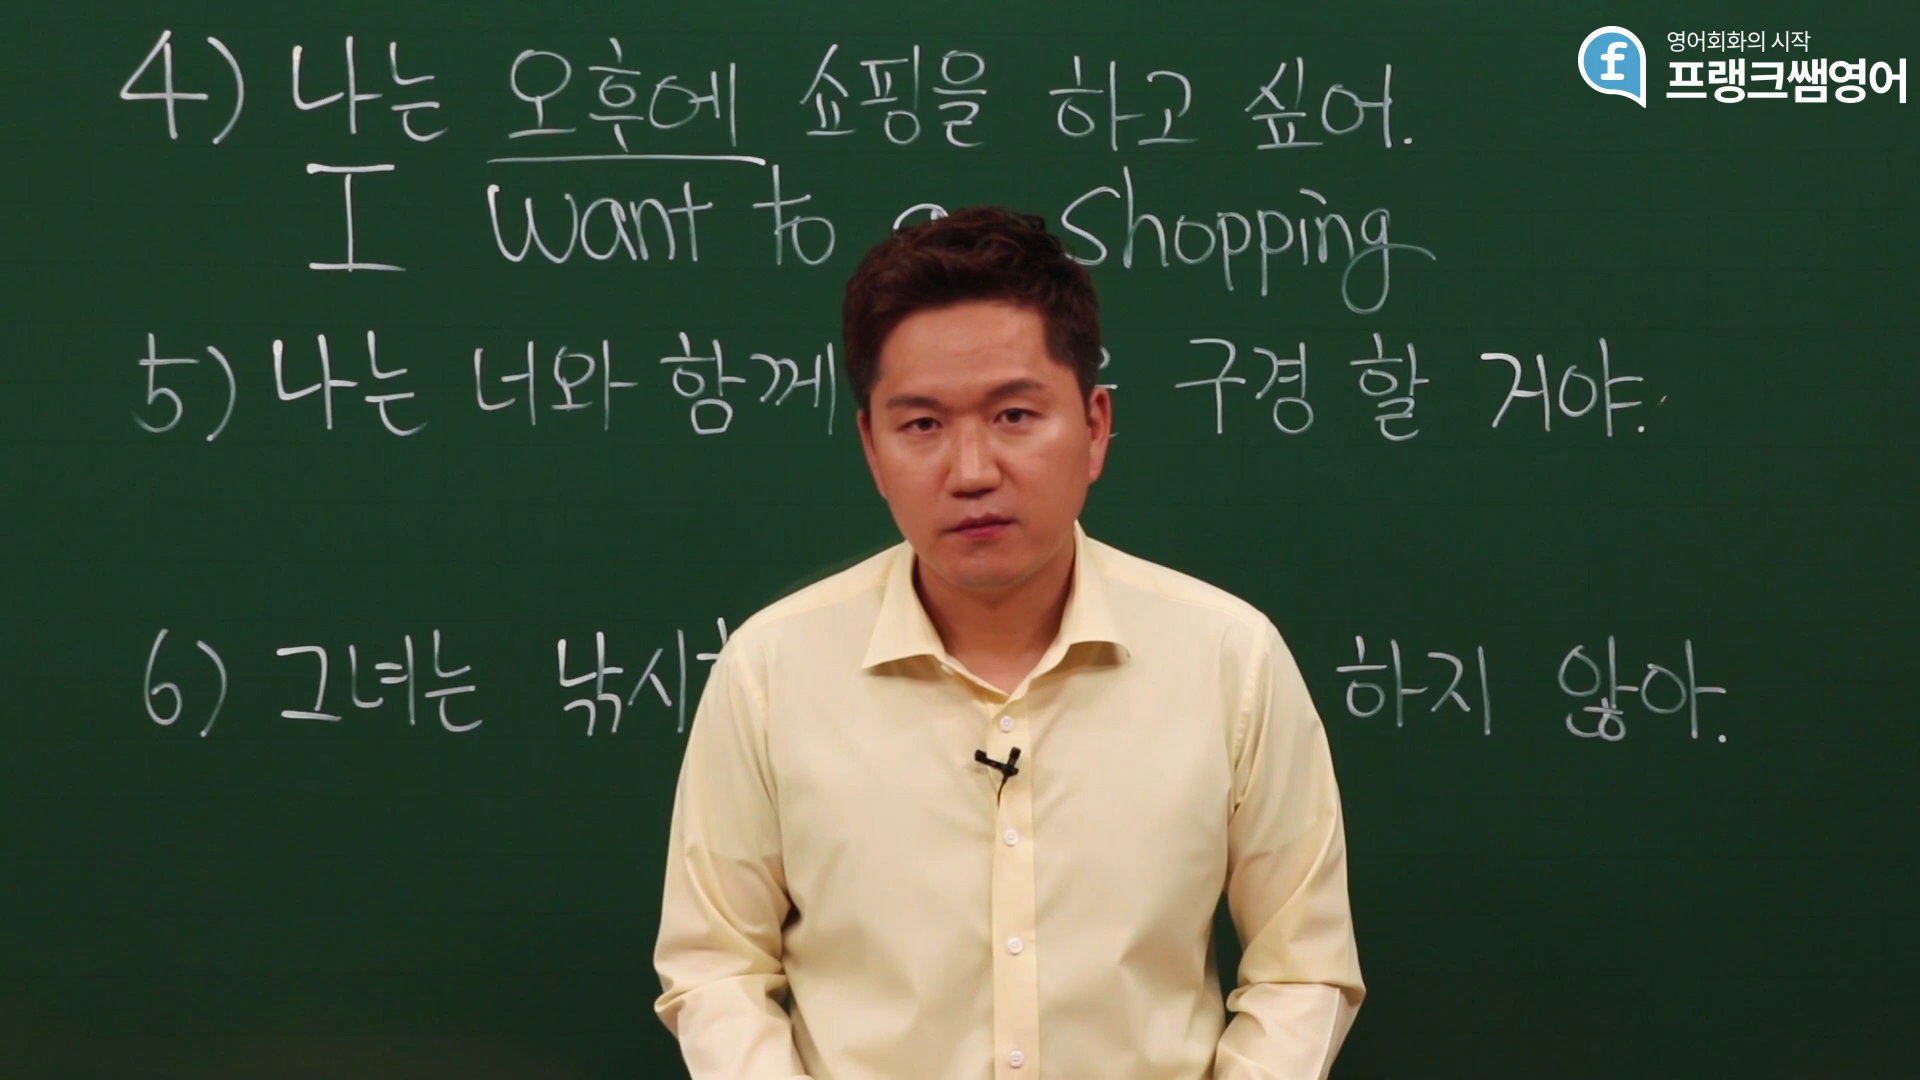 영어회화의 시작
프랭크쌤영어
4) 나는 오후에 쇼핑을 하고 싶어.
I want to shopping
5) 나는 너와 함께 구경 할 거야.
6) 그녀는 하지 않아.